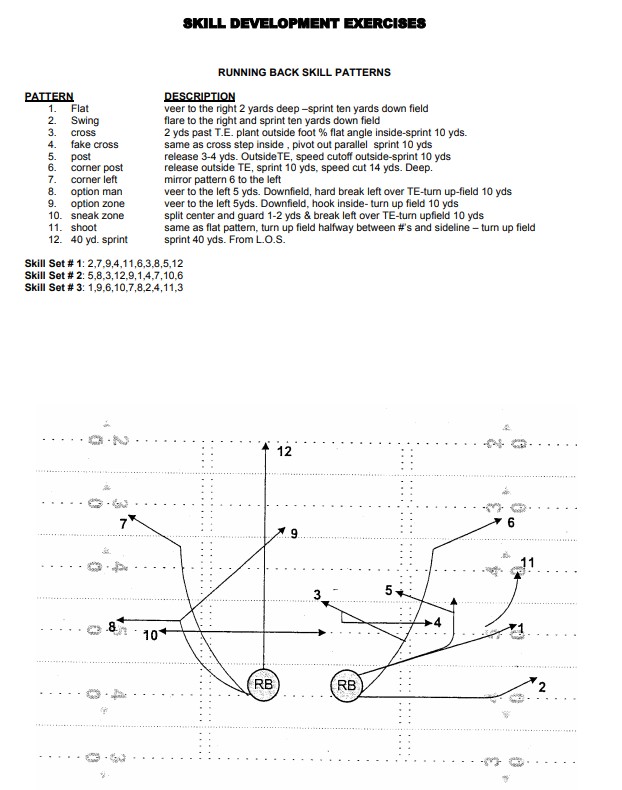 SKILL DEVELOPMENT EXERCISES
RUNNING BACK SKILL PATTERNS
PATTERN DESCRIPTION
1. Flat veer to the right 2 yards deep –sprint ten yards down field
2. Swing flare to the right and sprint ten yards down field
3. cross 2 yds past T.E. plant outside foot % flat angle inside-sprint 10 yds.
4. fake cross same as cross step inside , pivot out parallel sprint 10 yds
5. post release 3-4 yds. OutsideTE, speed cutoff outside-sprint 10 yds
6. corner post release outside TE, sprint 10 yds, speed cut 14 yds. Deep.
7. corner left mirror pattern 6 to the left
8. option man veer to the left 5 yds. Downfield, hard break left over TE-turn up-field 10 yds
9. option zone veer to the left 5yds. Downfield, hook inside- turn up field 10 yds
10. sneak zone split center and guard 1-2 yds & break left over TE-turn upfield 10 yds
11. shoot same as flat pattern, turn up field halfway between #'s and sideline – turn up field
12. 40 yd. sprint sprint 40 yds. From L.O.S.
Skill Set # 1: 2,7,9,4,11,6,3,8,5,12
Skill Set # 2: 5,8,3,12,9,1,4,7,10,6
Skill Set # 3: 1,9,6,10,7,8,2,4,11,3
12
7
6
9
11
5
3
4
8
10
1
RB
RB
2